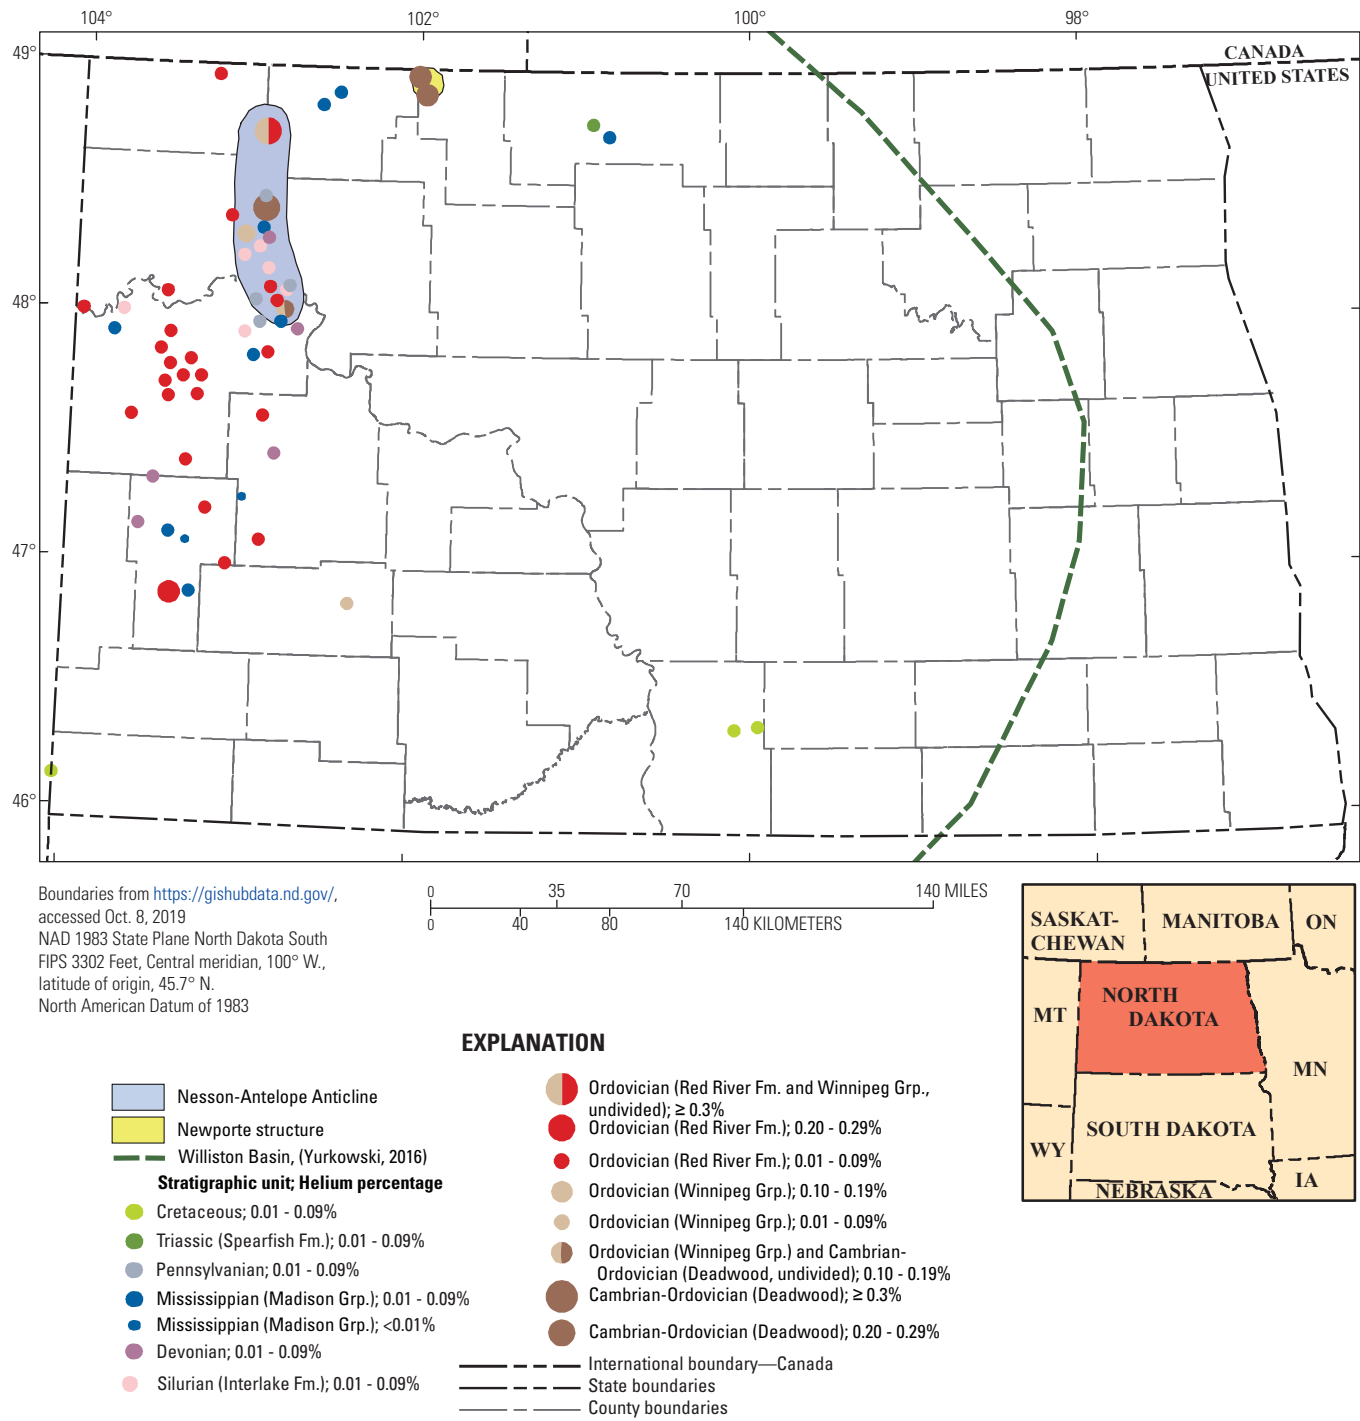 104°
102°
100°
98°
49°
48°
47°
46°
CANADA
UNITED STATES
Boundaries from https://gishubdata.nd.gov/,
accessed Oct. 8, 2019
NAD 1983 State Plane North Dakota South
FIPS 3302 Feet, Central meridian, 100° W.,
latitude of origin, 45.7° N.
North American Datum of 1983
0 35 70 140 MILES
0 40 80 140 KILOMETERS
SASKAT-
CHEWAN
MANITOBA
ON
MT
NORTH
DAKOTA
MN
SOUTH DAKOTA
WY
NEBRASKA
IA
EXPLANATION
Nesson-Antelope Anticline
Newporte structure
Williston Basin, (Yurkowski, 2016)
Stratigraphic unit; Helium percentage
Cretaceous; 0.01 - 0.09%
Triassic (Spearfish Fm.); 0.01 - 0.09%
Pennsylvanian; 0.01 - 0.09%
Mississippian (Madison Grp.); 0.01 - 0.09%
Mississippian (Madison Grp.); <0.01%
Devonian; 0.01 - 0.09%
Silurian (Interlake Fm.); 0.01 - 0.09%
Ordovician (Red River Fm. and Winnipeg Grp.,
undivided); ≥ 0.3%
Ordovician (Red River Fm.); 0.20 - 0.29%
Ordovician (Red River Fm.); 0.01 - 0.09%
Ordovician (Winnipeg Grp.); 0.10 - 0.19%
Ordovician (Winnipeg Grp.); 0.01 - 0.09%
Ordovician (Winnipeg Grp.) and Cambrian-
Ordovician (Deadwood, undivided); 0.10 - 0.19%
Cambrian-Ordovician (Deadwood); ≥ 0.3%
Cambrian-Ordovician (Deadwood); 0.20 - 0.29%
International boundary—Canada
State boundaries
County boundaries